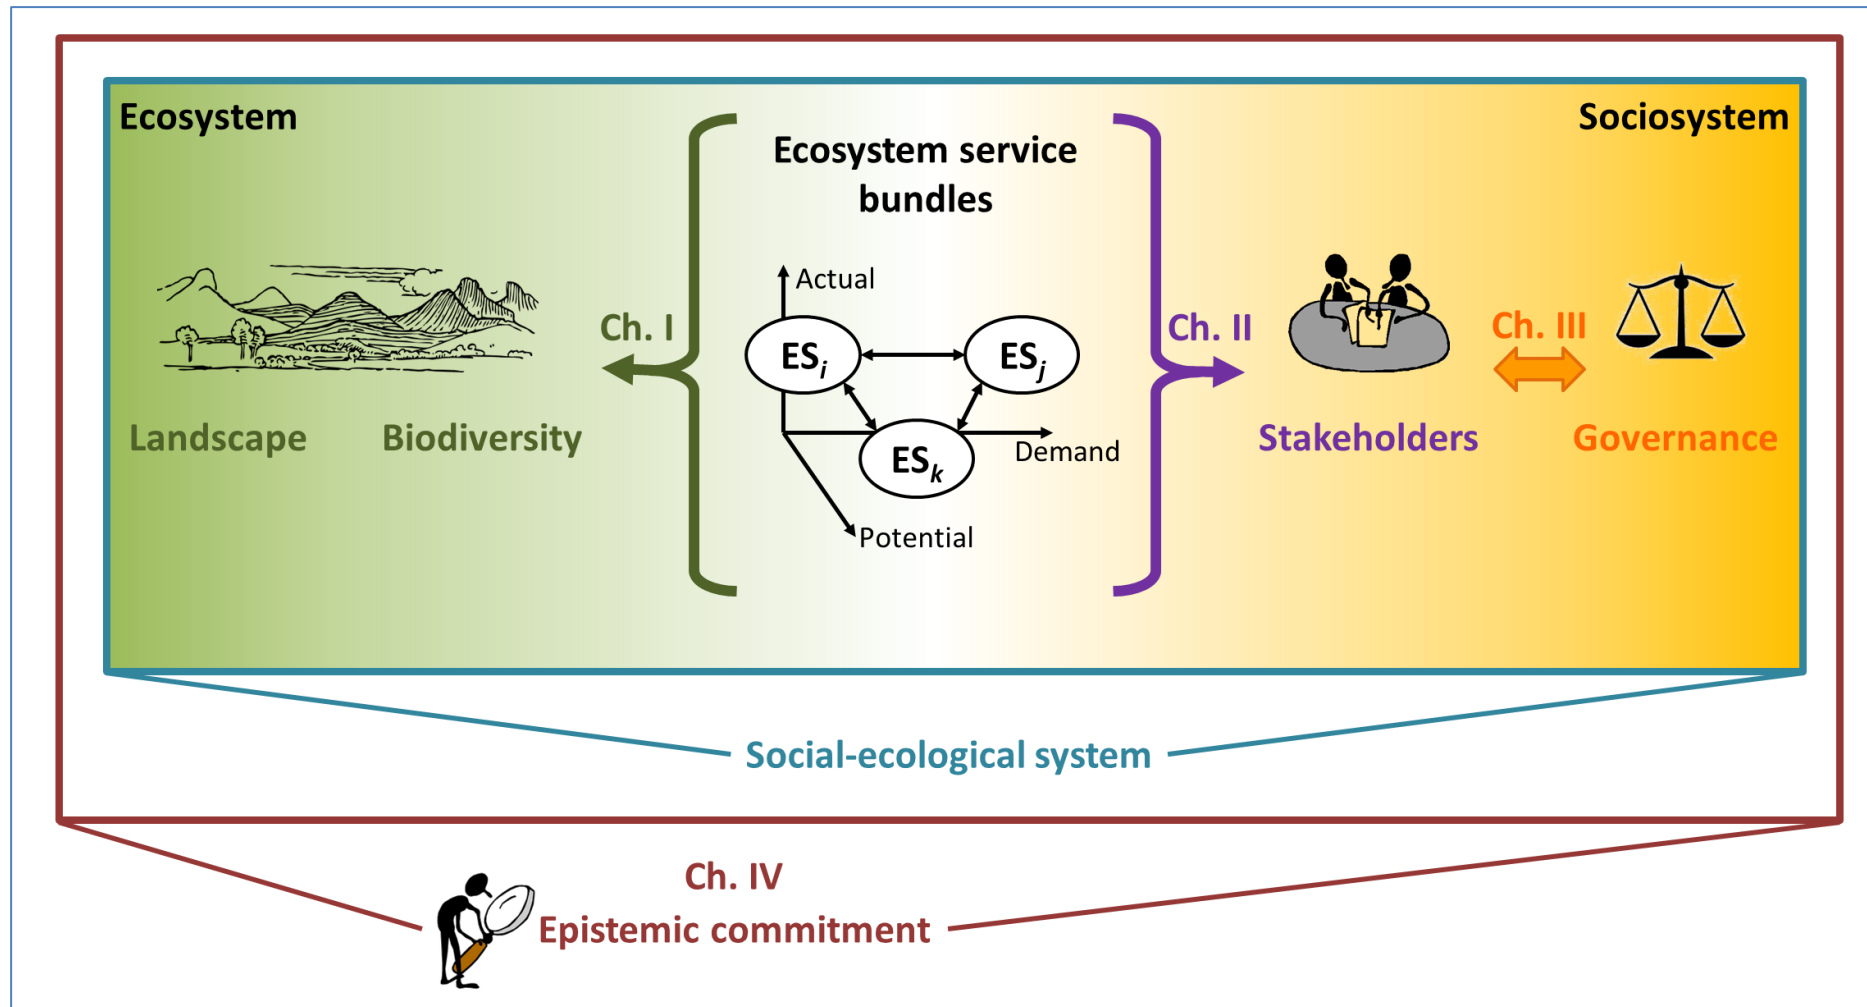 Ecosystem
Sociosystem
Ecosystem service
bundles
Actual
Ch. I
Ch. II
Ch. III
ESi
ESj
Landscape
Biodiversity
ESk
Demand
Stakeholders
Governance
Potential
Social-ecological system
Ch. IV
Epistemic commitment